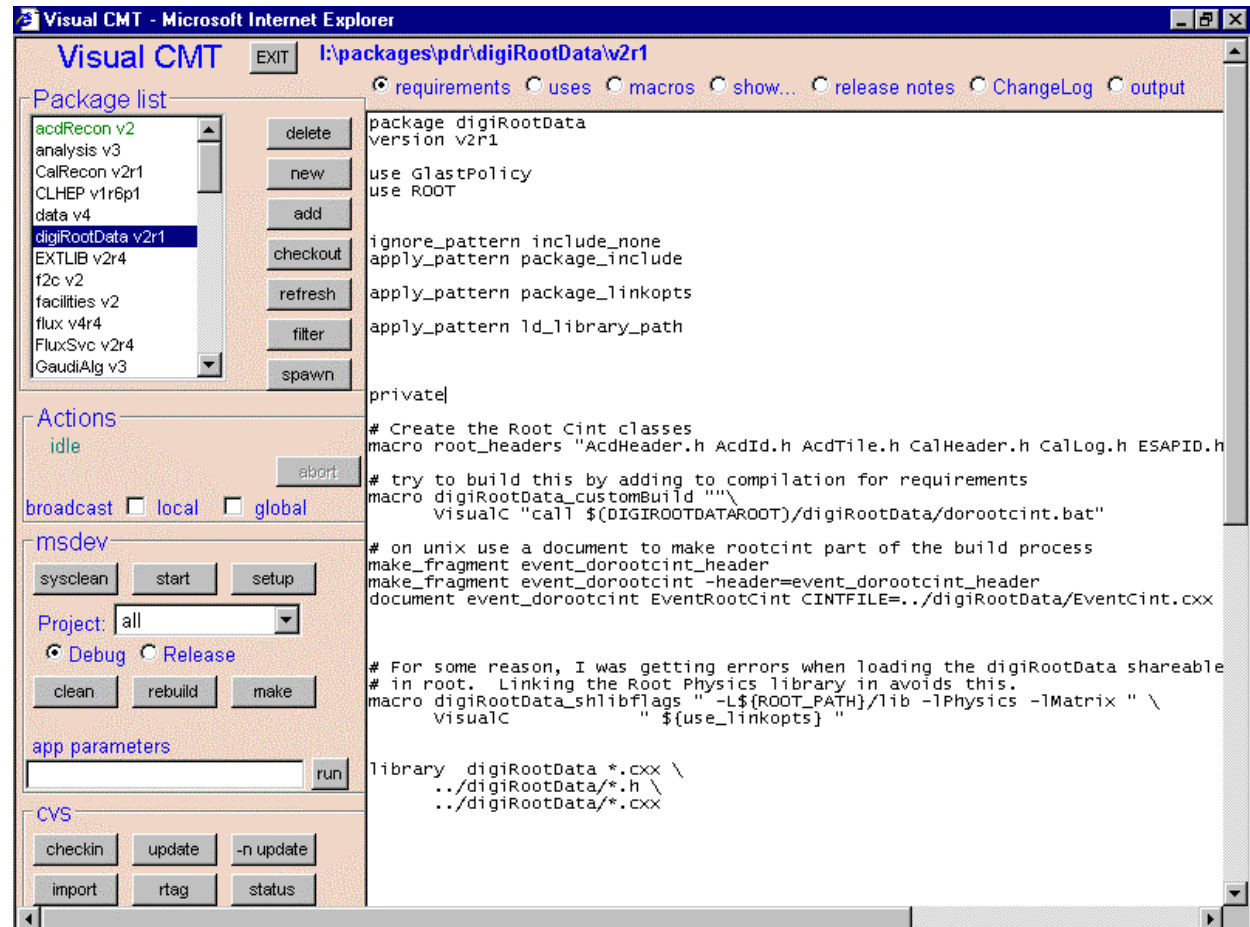 Visual CMT - Microsoft Internet Explorer
Visual CMT
EXIT
I:\packages\pdr\digiRootData\v2r1
requirements uses macros show... release notes ChangeLog output
Package list
acdRecon v2
analysis v3
CalRecon v2r1
CLHEP v1r6p1
data v4
digiRootData v2r1
EXTLIB v2r4
f2c v2
facilities v2
flux v4r4
FluxSvc v2r4
GaudiAlg v3
delete
new
add
checkout
refresh
filter
spawn
Actions
idle
abort
broadcast local global
msdev
sysclean start setup
Project: all
Debug Release
clean rebuild make
app parameters
run
cvs
checkin update -n update
import rtag status
package digiRootData
version v2r1
use GlastPolicy
use ROOT
ignore_pattern include_none
apply_pattern package_include
apply_pattern package_linkopts
apply_pattern ld_library_path
private
# Create the Root Cint classes
macro root_headers "AcdHeader.h AcdId.h AcdTile.h CalHeader.h CalLog.h ESAPID.h
# try to build this by adding to compilation for requirements
macro digiRootData_customBuild ""\
VisualC "call $(DIGIROOTDATAROOT)/digiRootData/dorootcint.bat"
# on unix use a document to make rootcint part of the build process
make_fragment event_dorootcint_header
make_fragment event_dorootcint -header=event_dorootcint_header
document event_dorootcint EventRootCint CINTFILE=../digiRootData/EventCint.cxx
# For some reason, I was getting errors when loading the digiRootData shareable
# in root.  Linking the Root Physics library in avoids this.
macro digiRootData_shlibflags " -L${ROOT_PATH}/lib -lPhysics -lMatrix " \
VisualC " ${use_linkopts} "
library  digiRootData *.cxx \
../digiRootData/*.h \
../digiRootData/*.cxx